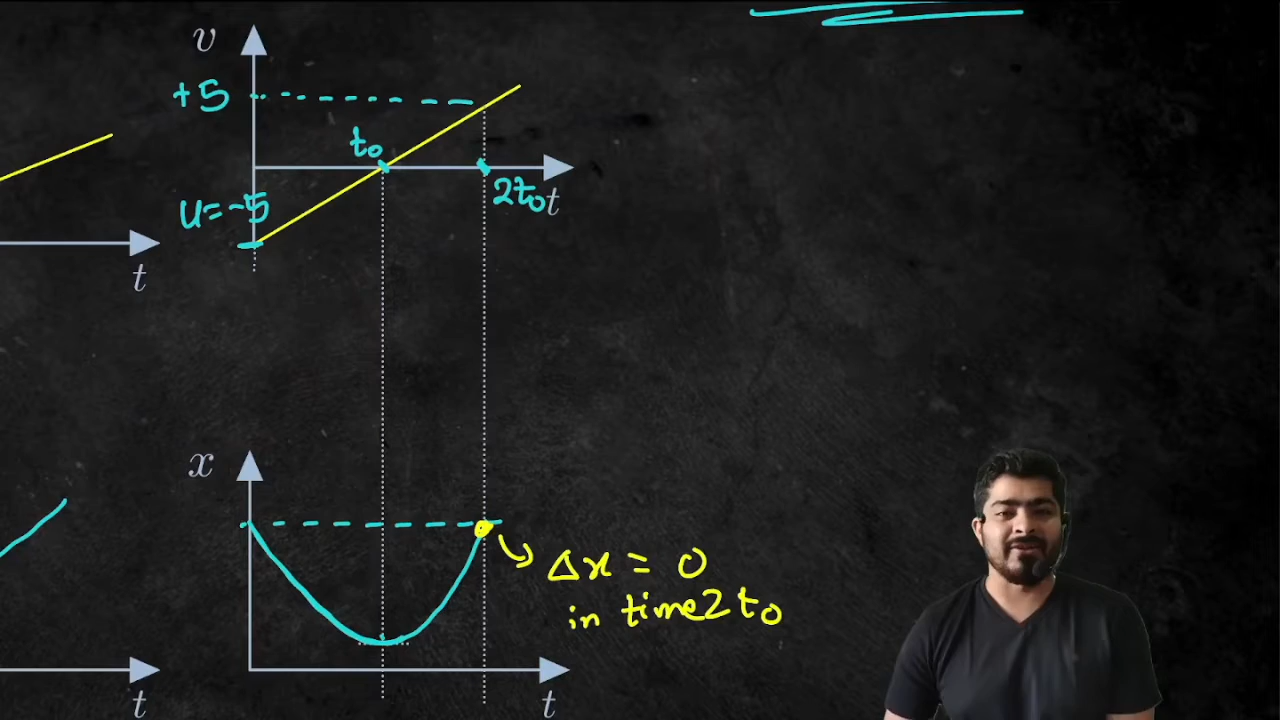 v
+5
t₀
u=-5
2t₀
t
t
x
Δx = 0
in time 2t₀
t
t